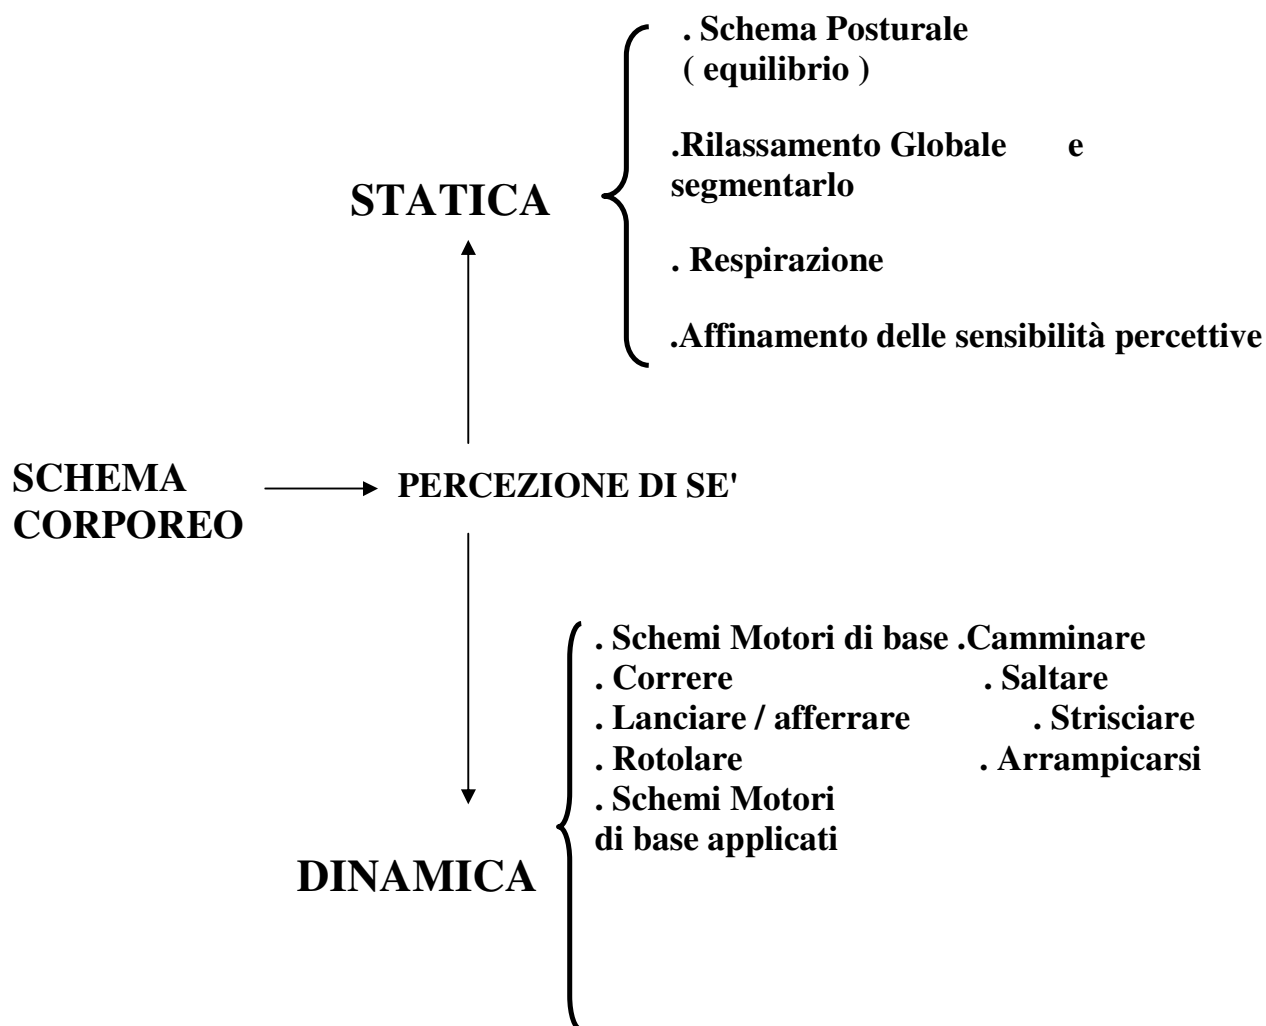 . Schema Posturale
( equilibrio )
.Rilassamento Globale e
segmentarlo
STATICA
. Respirazione
.Affinamento delle sensibilità percettive
SCHEMA
CORPOREO
PERCEZIONE DI SE'
. Schemi Motori di base .Camminare
. Correre . Saltare
. Lanciare / afferrare . Strisciare
. Rotolare . Arrampicarsi
. Schemi Motori
di base applicati
DINAMICA